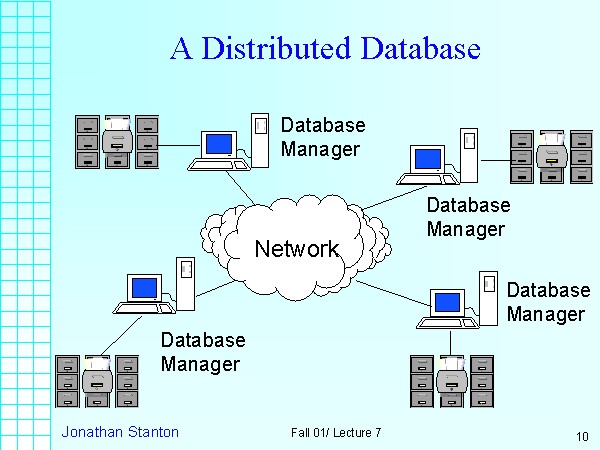 A Distributed Database
Database
Manager
Database
Manager
Network
Database
Manager
Database
Manager
Jonathan Stanton
Fall 01/ Lecture 7
10